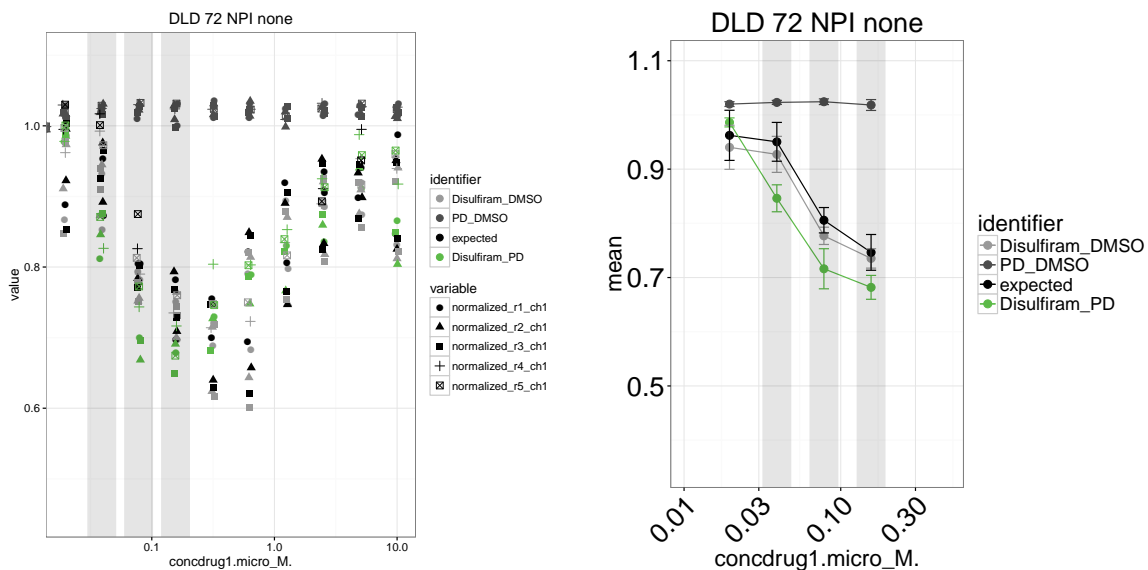 DLD 72 NPI none
1.0
0.8
0.6
value
0.1
1.0
10.0
concdrug1.micro_M.
identifier
Disulfiram_DMSO
PD_DMSO
expected
Disulfiram_PD
variable
normalized_r1_ch1
normalized_r2_ch1
normalized_r3_ch1
normalized_r4_ch1
normalized_r5_ch1
DLD 72 NPI none
1.1
0.9
0.7
0.5
mean
0.01
0.03
0.10
0.30
concdrug1.micro_M.
identifier
Disulfiram_DMSO
PD_DMSO
expected
Disulfiram_PD